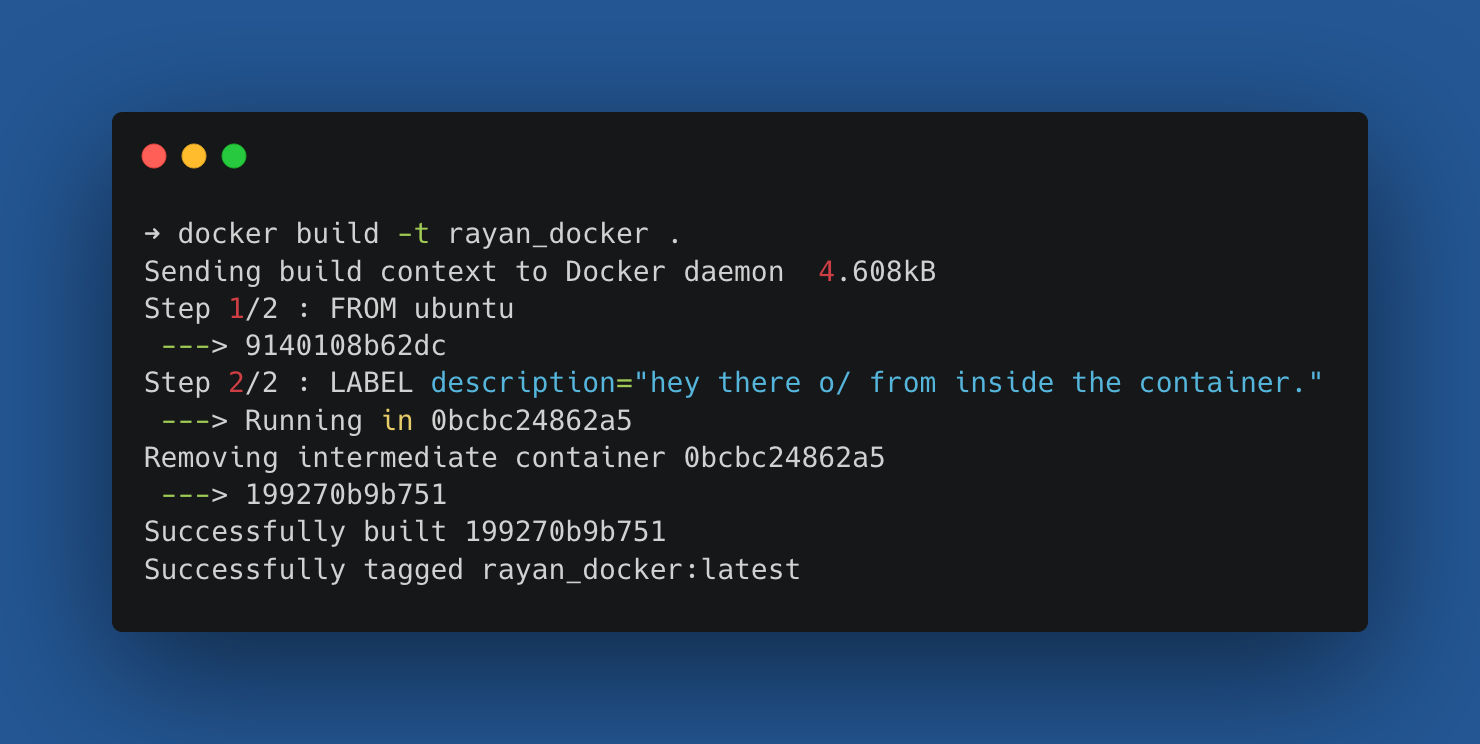 ➜ docker build -t rayan_docker .
Sending build context to Docker daemon  4.608kB
Step 1/2 : FROM ubuntu
 ---> 9140108b62dc
Step 2/2 : LABEL description="hey there o/ from inside the container."
 ---> Running in 0bcbc24862a5
Removing intermediate container 0bcbc24862a5
 ---> 199270b9b751
Successfully built 199270b9b751
Successfully tagged rayan_docker:latest